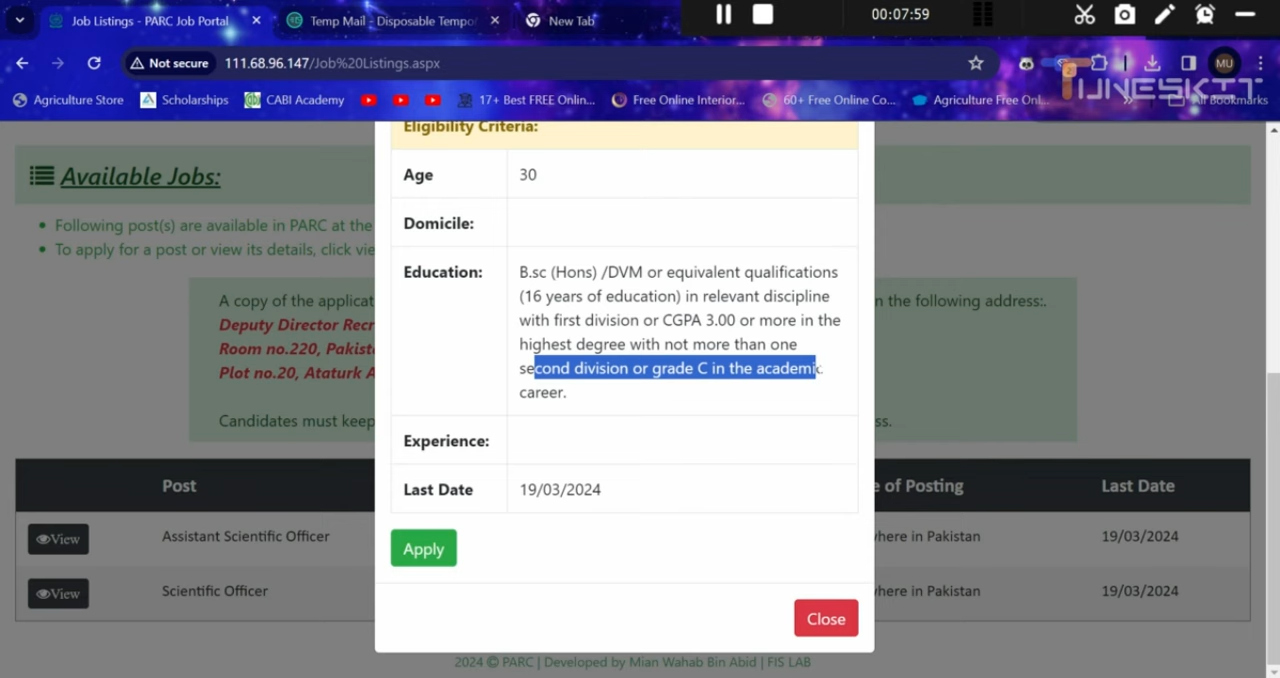 Job Listings - PARC Job Portal
Temp Mail - Disposable Tempo
New Tab
00:07:59
Not secure
111.68.96.147/Job%20Listings.aspx
MU
Agriculture Store
Scholarships
CABI Academy
17+ Best FREE Onlin...
Free Online Interior...
60+ Free Online Co...
Agriculture Free Onl...
All Bookmarks
TUNESKIT
Eligibility Criteria:
Age 30
Domicile:
Education: B.sc (Hons) /DVM or equivalent qualifications
(16 years of education) in relevant discipline
with first division or CGPA 3.00 or more in the
highest degree with not more than one
second division or grade C in the academic
career.
Experience:
Last Date 19/03/2024
Apply
Close
Available Jobs:
Following post(s) are available in PARC at the
To apply for a post or view its details, click
A copy of the applicat n the following address:.
Deputy Director Recr
Room no.220, Pakist
Plot no.20, Ataturk A
Candidates must keep ss.
Post e of Posting Last Date
View Assistant Scientific Officer here in Pakistan 19/03/2024
View Scientific Officer here in Pakistan 19/03/2024
2024 © PARC | Developed by Mian Wahab Bin Abid | FIS LAB